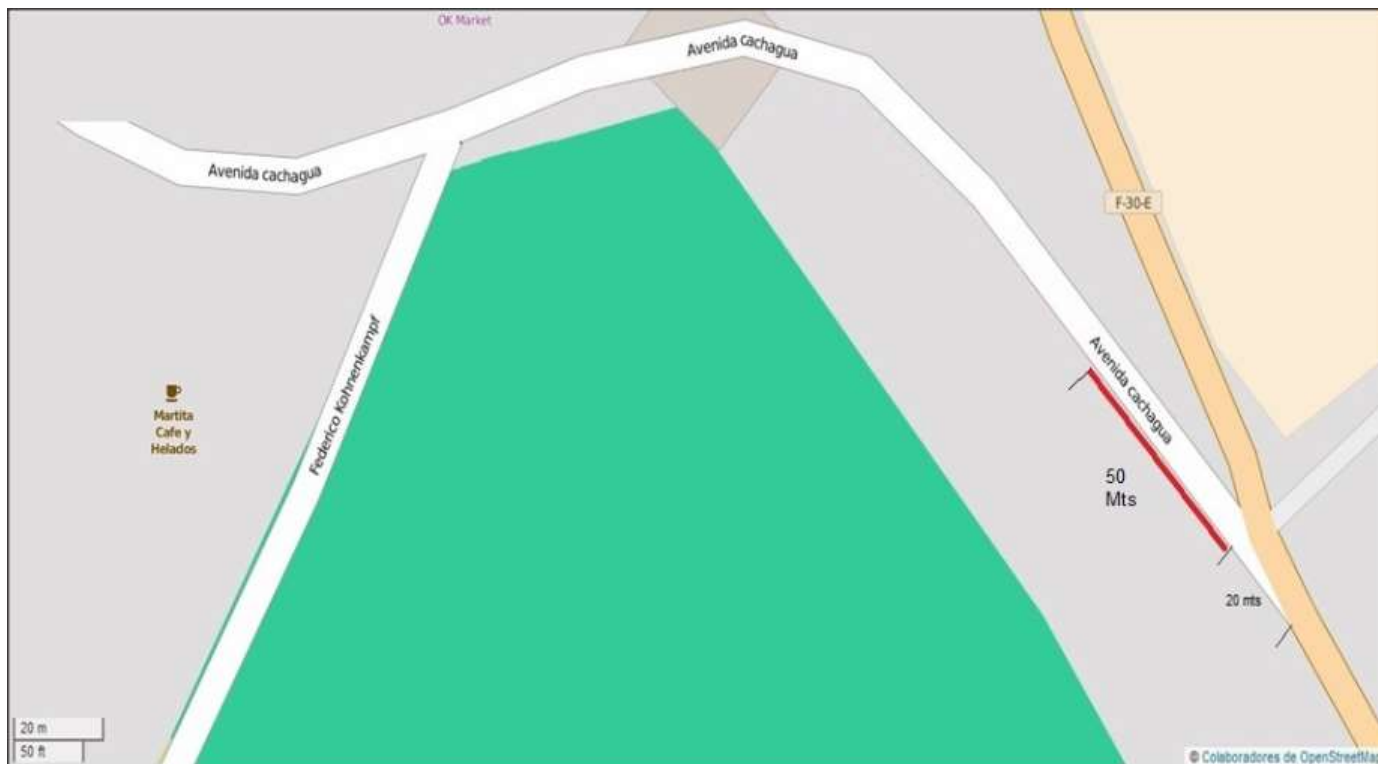 OK Market
Avenida cachagua
Avenida cachagua
F-30-E
Federico Kohnenkampf
Avenida cachagua
Martita
Cafe y
Helados
50
Mts
20 mts
20 m
50 ft
© Colaboradores de OpenStreetMap